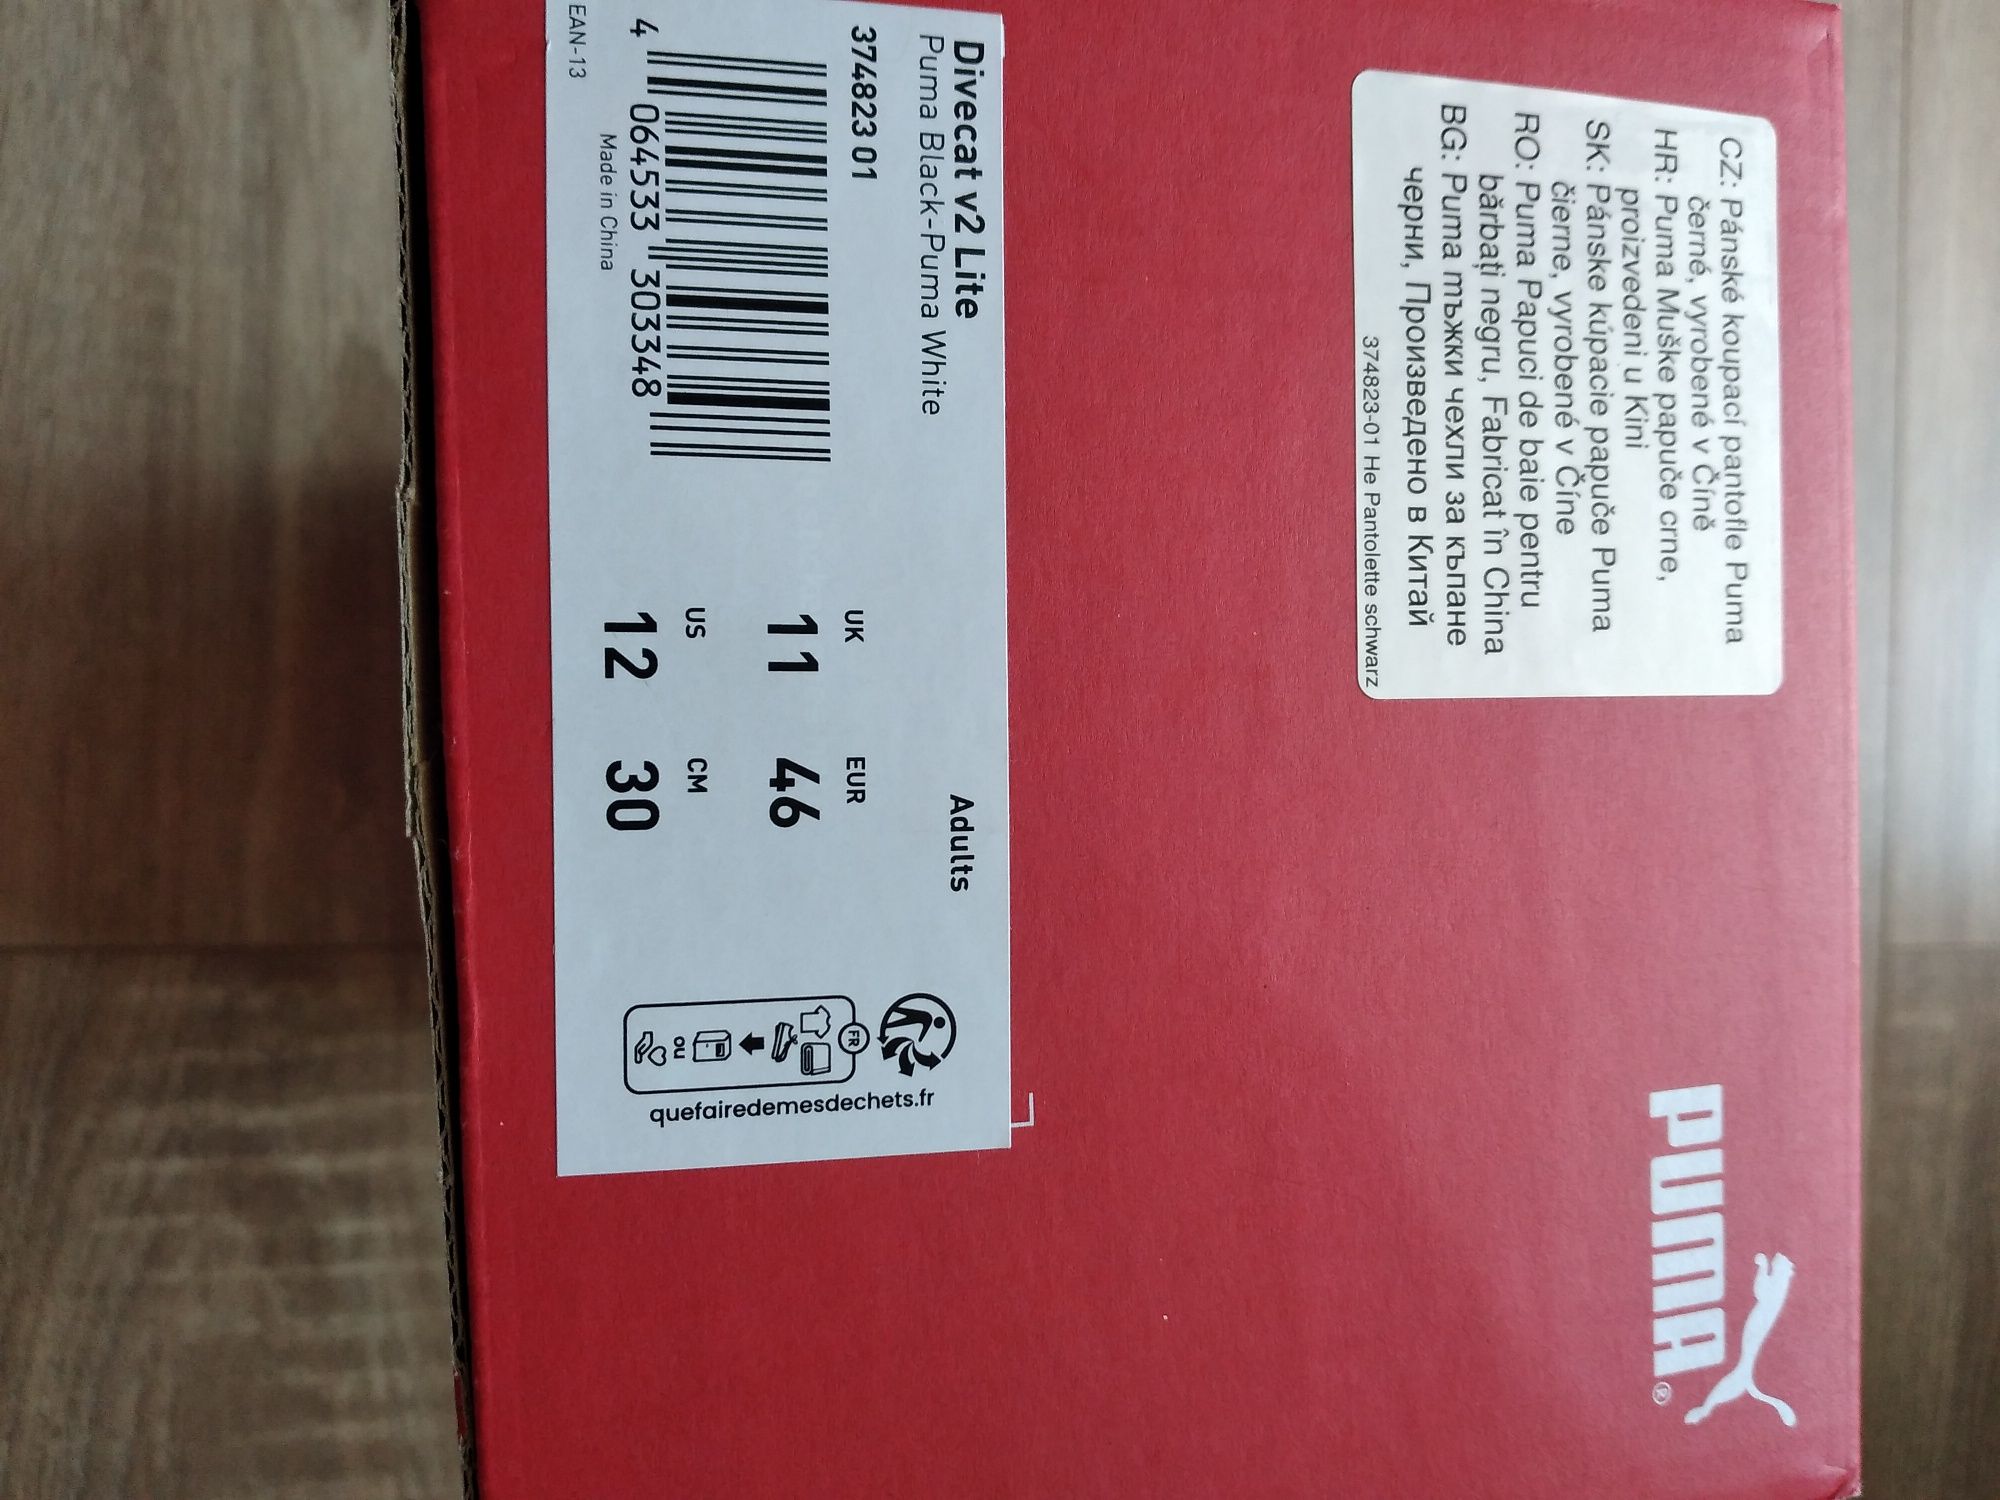 CZ: Pánské koupací pantofle Puma
černé, vyrobené v Číně
HR: Puma Muške papuče crne,
proizvedeni u Kini
SK: Pánske kúpacie papuče Puma
čierne, vyrobené v Číne
RO: Puma Papuci de baie pentru
bărbați negru, Fabricat în China
BG: Puma мъжки чехли за къпане
черни, Произведено в Китай
374823-01 He Pantolette schwarz
PUMA®
Divecat v2 Lite
Puma Black-Puma White
Adults
374823 01
4 064533 303348
Made in China
EAN-13
UK EUR
11 46
US CM
12 30
FR
OU
quefairedemesdechets.fr